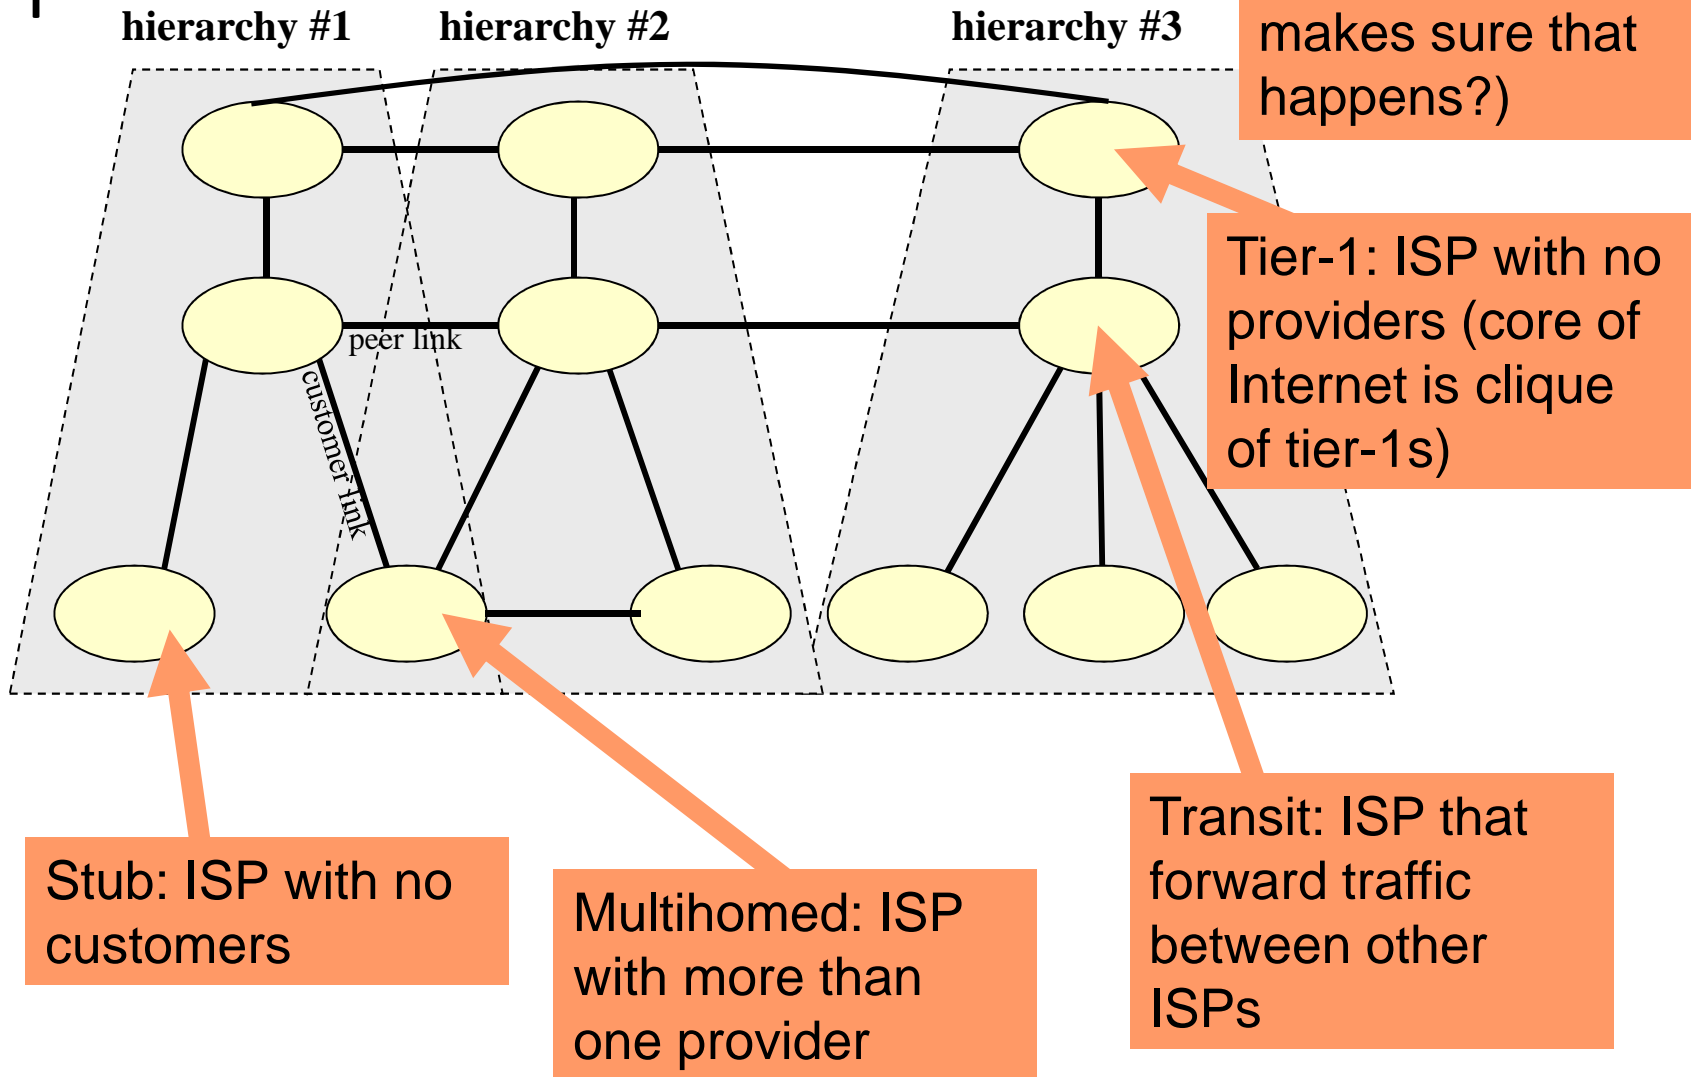 hierarchy #1 hierarchy #2 hierarchy #3
makes sure that
happens?)
Tier-1: ISP with no
providers (core of
Internet is clique
of tier-1s)
peer link
customer link
Stub: ISP with no
customers
Multihomed: ISP
with more than
one provider
Transit: ISP that
forward traffic
between other
ISPs